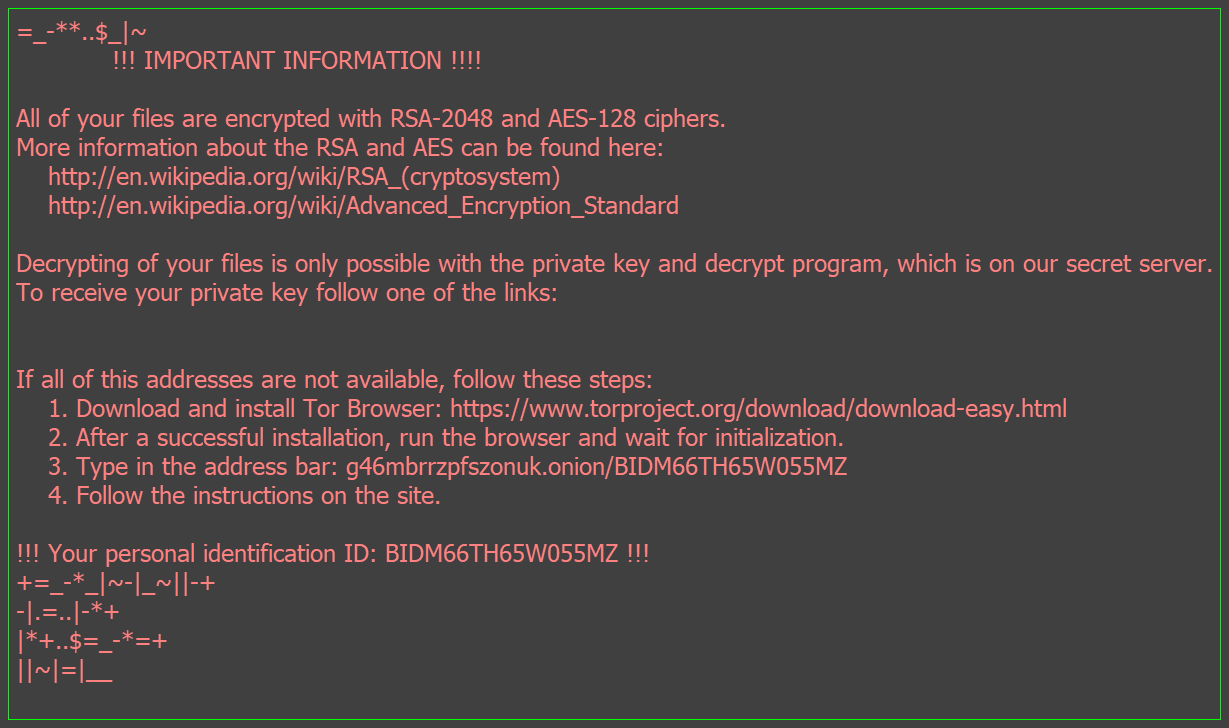 =_-**..$_|~
!!! IMPORTANT INFORMATION !!!!
All of your files are encrypted with RSA-2048 and AES-128 ciphers.
More information about the RSA and AES can be found here:
http://en.wikipedia.org/wiki/RSA_(cryptosystem)
http://en.wikipedia.org/wiki/Advanced_Encryption_Standard
Decrypting of your files is only possible with the private key and decrypt program, which is on our secret server.
To receive your private key follow one of the links:
If all of this addresses are not available, follow these steps:
1. Download and install Tor Browser: https://www.torproject.org/download/download-easy.html
2. After a successful installation, run the browser and wait for initialization.
3. Type in the address bar: g46mbrrzpfszonuk.onion/BIDM66TH65W055MZ
4. Follow the instructions on the site.
!!! Your personal identification ID: BIDM66TH65W055MZ !!!
+=_-*_|~-|_~||-+
-|.=..|-*+
|*+..$=_-*=+
||~|=|__